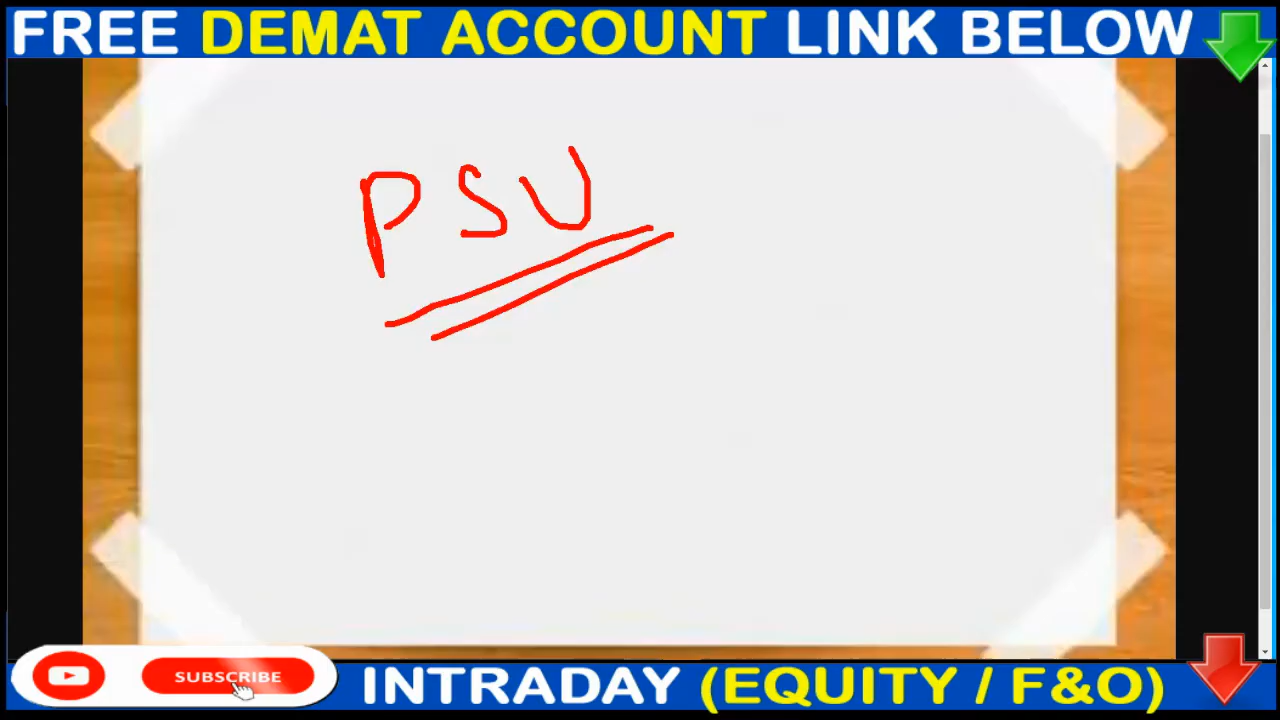 FREE DEMAT ACCOUNT LINK BELOW
PSU
SUBSCRIBE
INTRADAY (EQUITY / F&O)